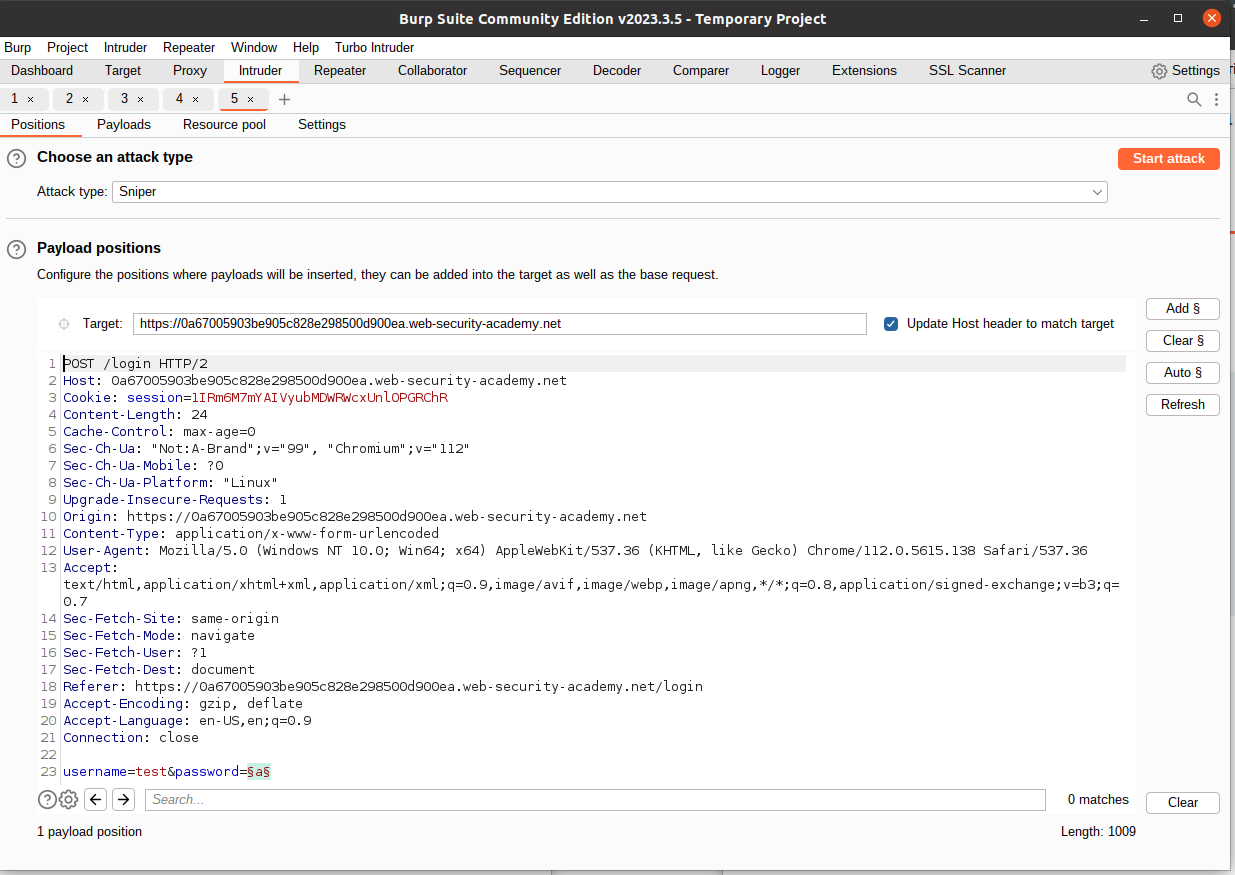 Burp Suite Community Edition v2023.3.5 - Temporary Project
Burp Project Intruder Repeater Window Help Turbo Intruder
Dashboard Target Proxy Intruder Repeater Collaborator Sequencer Decoder Comparer Logger Extensions SSL Scanner Settings
1 × 2 × 3 × 4 × 5 × +
Positions Payloads Resource pool Settings
? Choose an attack type Start attack
Attack type: Sniper
? Payload positions
Configure the positions where payloads will be inserted, they can be added into the target as well as the base request.
Target: https://0a67005903be905c828e298500d900ea.web-security-academy.net Update Host header to match target
Add §
Clear §
Auto §
Refresh
1 POST /login HTTP/2
2 Host: 0a67005903be905c828e298500d900ea.web-security-academy.net
3 Cookie: session=1IRm6M7mYAIVyubMDWRWcxUnlOPGRChR
4 Content-Length: 24
5 Cache-Control: max-age=0
6 Sec-Ch-Ua: "Not:A-Brand";v="99", "Chromium";v="112"
7 Sec-Ch-Ua-Mobile: ?0
8 Sec-Ch-Ua-Platform: "Linux"
9 Upgrade-Insecure-Requests: 1
10 Origin: https://0a67005903be905c828e298500d900ea.web-security-academy.net
11 Content-Type: application/x-www-form-urlencoded
12 User-Agent: Mozilla/5.0 (Windows NT 10.0; Win64; x64) AppleWebKit/537.36 (KHTML, like Gecko) Chrome/112.0.5615.138 Safari/537.36
13 Accept:
text/html,application/xhtml+xml,application/xml;q=0.9,image/avif,image/webp,image/apng,*/*;q=0.8,application/signed-exchange;v=b3;q=
0.7
14 Sec-Fetch-Site: same-origin
15 Sec-Fetch-Mode: navigate
16 Sec-Fetch-User: ?1
17 Sec-Fetch-Dest: document
18 Referer: https://0a67005903be905c828e298500d900ea.web-security-academy.net/login
19 Accept-Encoding: gzip, deflate
20 Accept-Language: en-US,en;q=0.9
21 Connection: close
22
23 username=test&password=§a§
? Search... 0 matches Clear
1 payload position Length: 1009